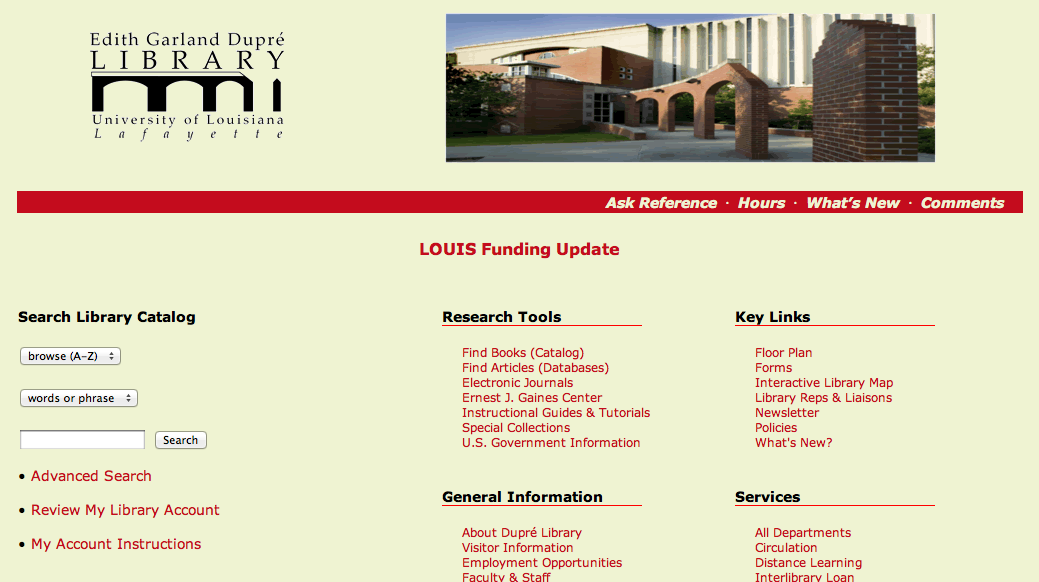 Edith Garland Dupré
LIBRARY
University of Louisiana
Lafayette
Ask Reference · Hours · What's New · Comments
LOUIS Funding Update
Search Library Catalog
browse (A-Z)
words or phrase
Search
• Advanced Search
• Review My Library Account
• My Account Instructions
Research Tools
Find Books (Catalog)
Find Articles (Databases)
Electronic Journals
Ernest J. Gaines Center
Instructional Guides & Tutorials
Special Collections
U.S. Government Information
Key Links
Floor Plan
Forms
Interactive Library Map
Library Reps & Liaisons
Newsletter
Policies
What's New?
General Information
About Dupré Library
Visitor Information
Employment Opportunities
Faculty & Staff
Services
All Departments
Circulation
Distance Learning
Interlibrary Loan